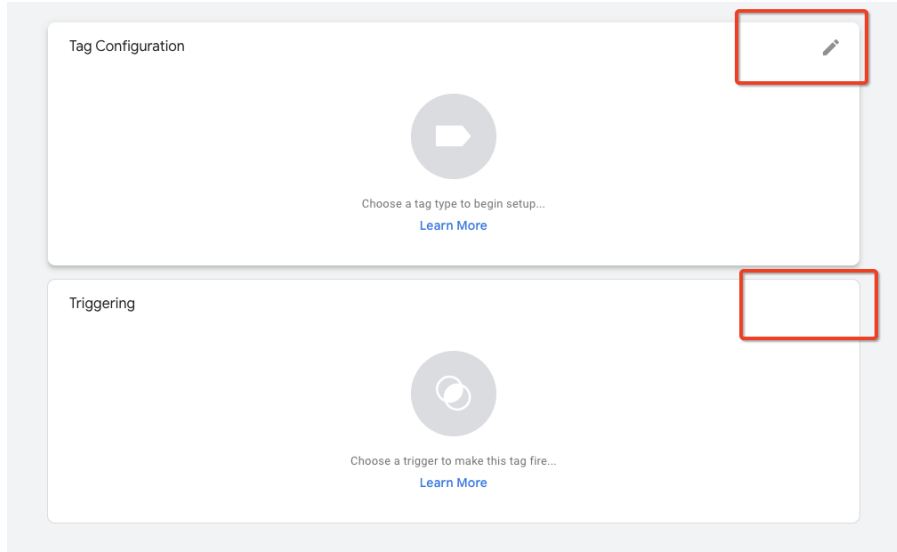 Tag Configuration
Choose a tag type to begin setup...
Learn More
Triggering
Choose a trigger to make this tag fire...
Learn More